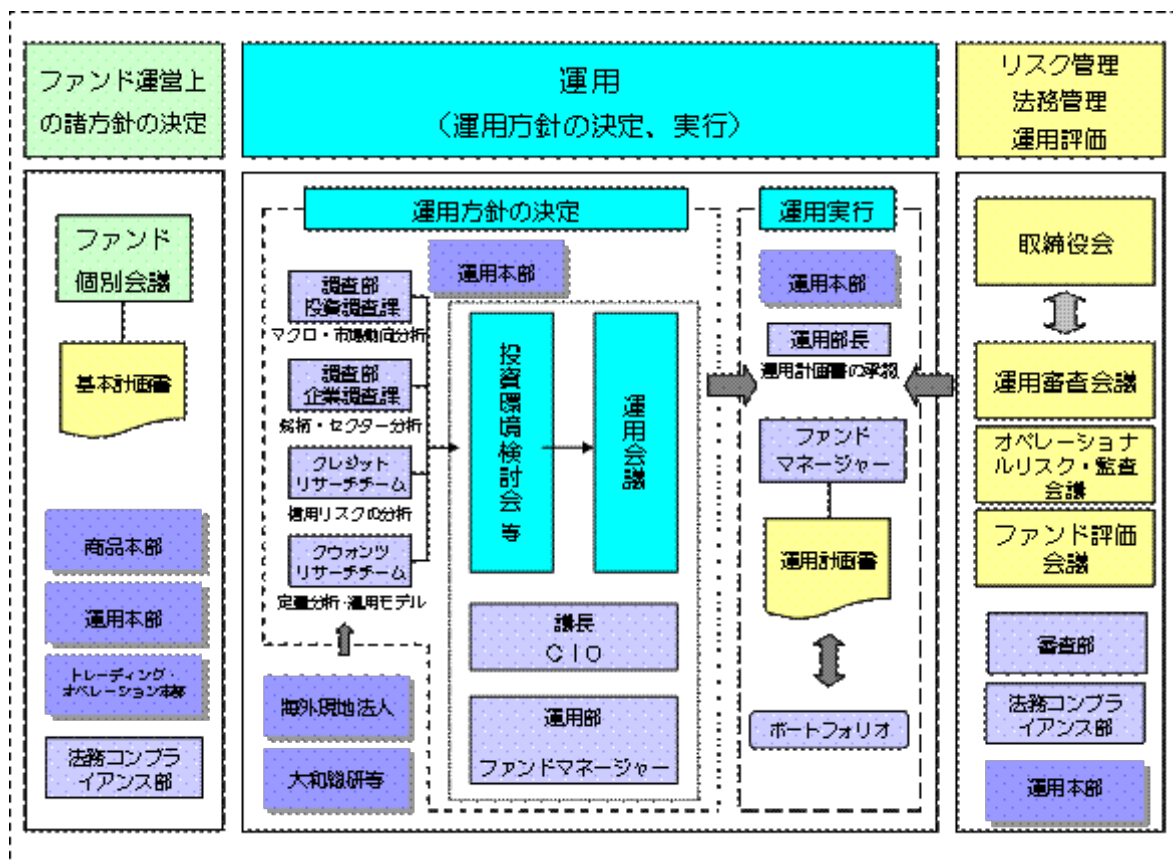 ファンド運営上
の諸方針の決定
運用
（運用方針の決定、実行）
リスク管理
法務管理
運用評価
ファンド
個別会議
基本計画書
商品本部
運用本部
トレーディング・
オペレーション本部
法務コンプラ
イアンス部
運用方針の決定
運用本部
調査部
投資調査課
マクロ・市場動向分析
調査部
企業調査課
銘柄・セクター分析
クレジット
リサーチチーム
信用リスクの分析
クウォンツ
リサーチチーム
定量分析・運用モデル
海外現地法人
大和総研等
投資環境検討会 等
運用会議
議長
ＣＩＯ
運用部
ファンドマネージャー
運用実行
運用本部
運用部長
運用計画書の承認
ファンド
マネージャー
運用計画書
ポートフォリオ
取締役会
運用審査会議
オペレーショナ
ルリスク・監査
会議
ファンド評価
会議
審査部
法務コンプラ
イアンス部
運用本部